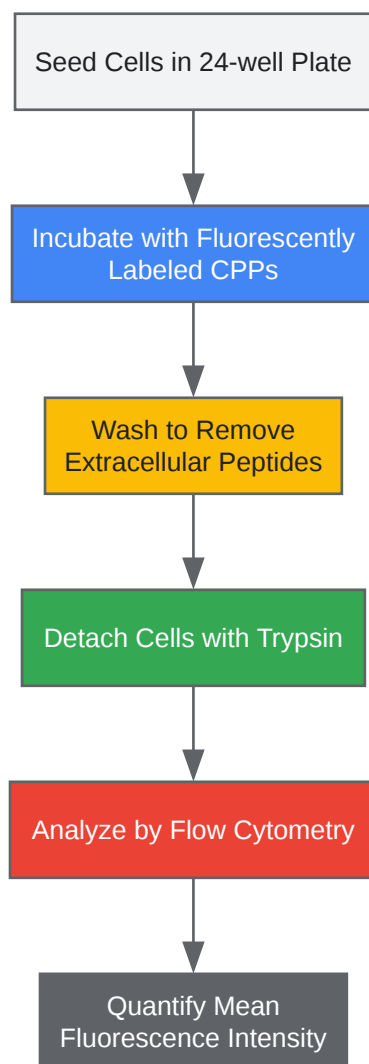 Seed Cells in 24-well Plate
Incubate with Fluorescently
Labeled CPPs
Wash to Remove
Extracellular Peptides
Detach Cells with Trypsin
Analyze by Flow Cytometry
Quantify Mean
Fluorescence Intensity